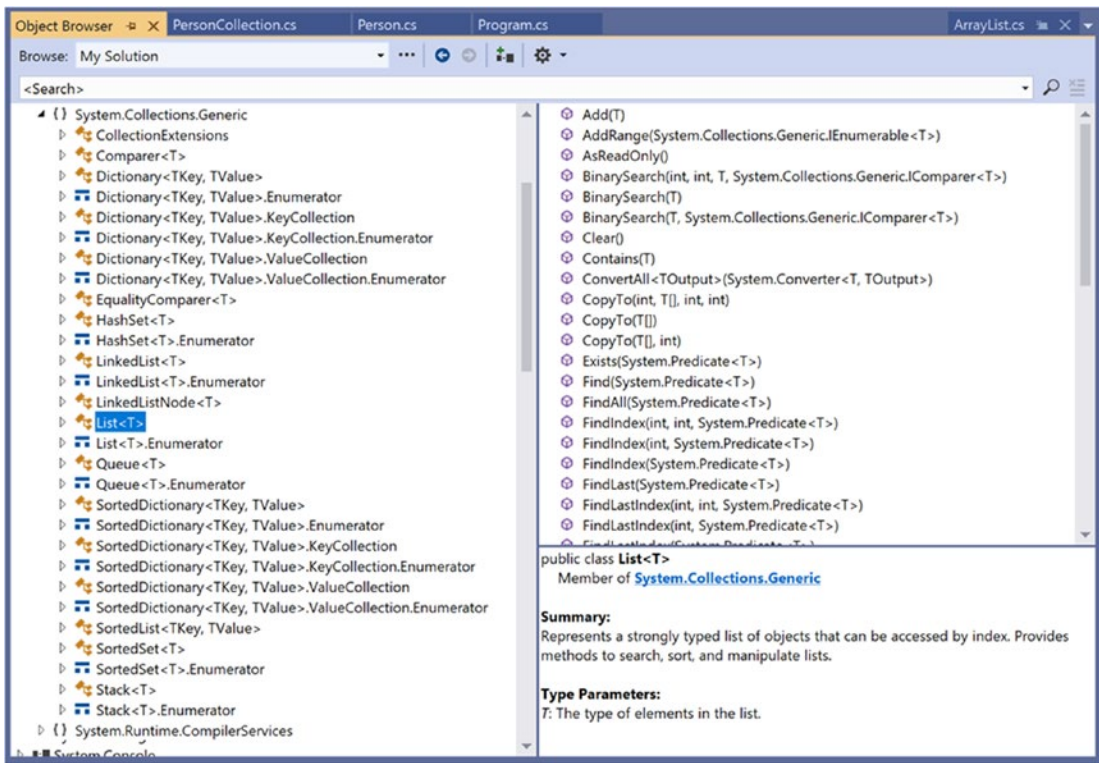 Object Browser
PersonCollection.cs
Person.cs
Program.cs
ArrayList.cs
Browse: My Solution
<Search>
{ } System.Collections.Generic
CollectionExtensions
Comparer<T>
Dictionary<TKey, TValue>
Dictionary<TKey, TValue>.Enumerator
Dictionary<TKey, TValue>.KeyCollection
Dictionary<TKey, TValue>.KeyCollection.Enumerator
Dictionary<TKey, TValue>.ValueCollection
Dictionary<TKey, TValue>.ValueCollection.Enumerator
EqualityComparer<T>
HashSet<T>
HashSet<T>.Enumerator
LinkedList<T>
LinkedList<T>.Enumerator
LinkedListNode<T>
List<T>
List<T>.Enumerator
Queue<T>
Queue<T>.Enumerator
SortedDictionary<TKey, TValue>
SortedDictionary<TKey, TValue>.Enumerator
SortedDictionary<TKey, TValue>.KeyCollection
SortedDictionary<TKey, TValue>.KeyCollection.Enumerator
SortedDictionary<TKey, TValue>.ValueCollection
SortedDictionary<TKey, TValue>.ValueCollection.Enumerator
SortedList<TKey, TValue>
SortedSet<T>
SortedSet<T>.Enumerator
Stack<T>
Stack<T>.Enumerator
{ } System.Runtime.CompilerServices
System.Console
Add(T)
AddRange(System.Collections.Generic.IEnumerable<T>)
AsReadOnly()
BinarySearch(int, int, T, System.Collections.Generic.IComparer<T>)
BinarySearch(T)
BinarySearch(T, System.Collections.Generic.IComparer<T>)
Clear()
Contains(T)
ConvertAll<TOutput>(System.Converter<T, TOutput>)
CopyTo(int, T[], int, int)
CopyTo(T[])
CopyTo(T[], int)
Exists(System.Predicate<T>)
Find(System.Predicate<T>)
FindAll(System.Predicate<T>)
FindIndex(int, int, System.Predicate<T>)
FindIndex(int, System.Predicate<T>)
FindIndex(System.Predicate<T>)
FindLast(System.Predicate<T>)
FindLastIndex(int, int, System.Predicate<T>)
FindLastIndex(int, System.Predicate<T>)
FindLastIndex(System.Predicate<T>)
public class List<T>
Member of System.Collections.Generic
Summary:
Represents a strongly typed list of objects that can be accessed by index. Provides
methods to search, sort, and manipulate lists.
Type Parameters:
T: The type of elements in the list.